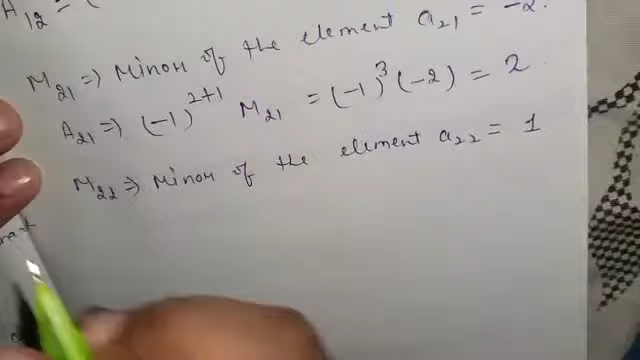 A₁₂ = (
M₂₁ ⇒ Minor of the element a₂₁ = -2.
A₂₁ ⇒ (-1)²⁺¹ M₂₁ = (-1)³ (-2) = 2
M₂₂ ⇒ Minor of the element a₂₂ = 1